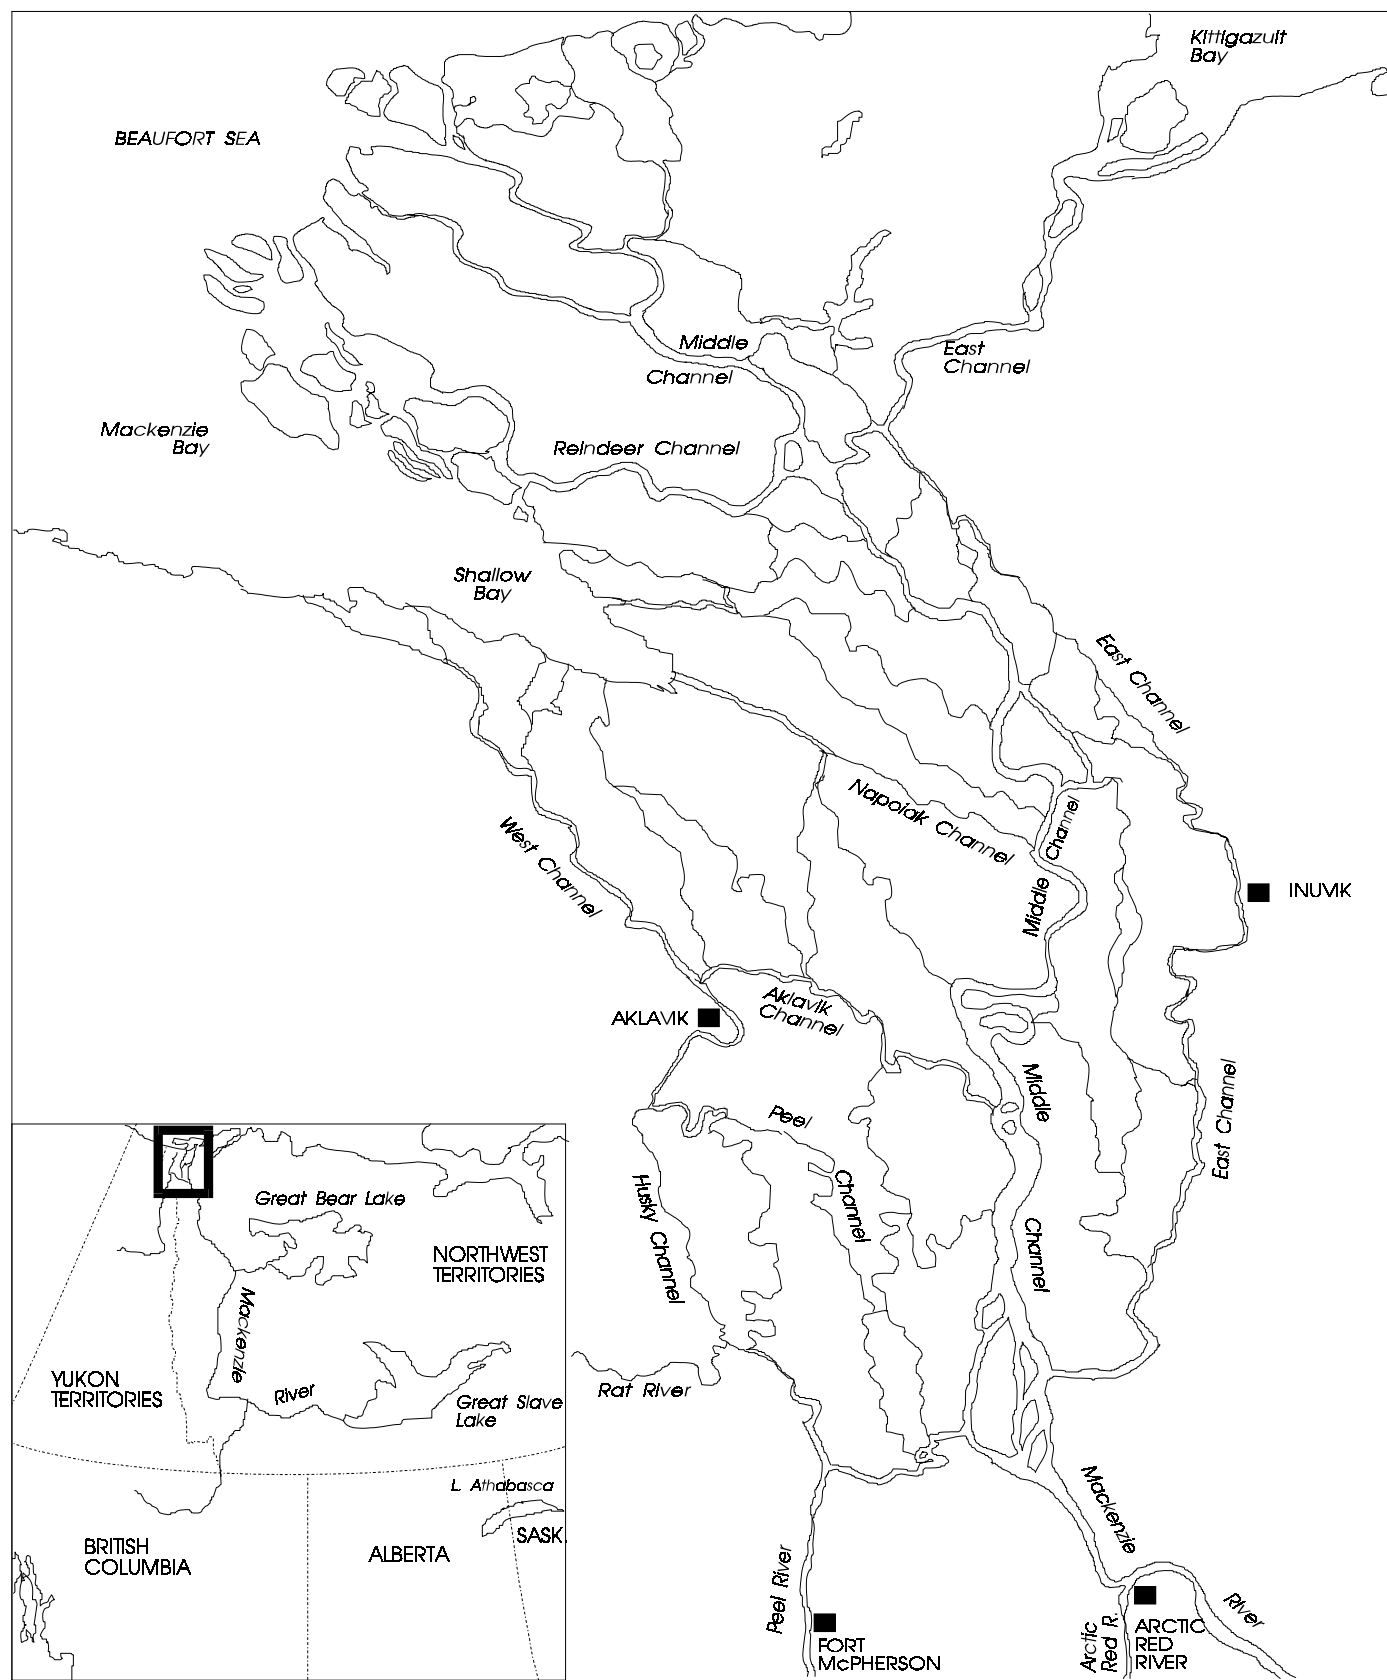 Kittigazuit
Bay
BEAUFORT SEA
Middle
Channel
East
Channel
Mackenzie
Bay
Reindeer Channel
Shallow
Bay
East Channel
Napoiak Channel
Channel
Middle
West Channel
INUVIK
Aklavik
Channel
AKLAVIK
Middle
Channel
East Channel
Peel
Channel
Husky Channel
Rat River
Mackenzie
River
Peel River
FORT
McPHERSON
Arctic
Red R.
ARCTIC
RED
RIVER
Great Bear Lake
NORTHWEST
TERRITORIES
Mackenzie
River
YUKON
TERRITORIES
Great Slave
Lake
L. Athabasca
SASK.
BRITISH
COLUMBIA
ALBERTA